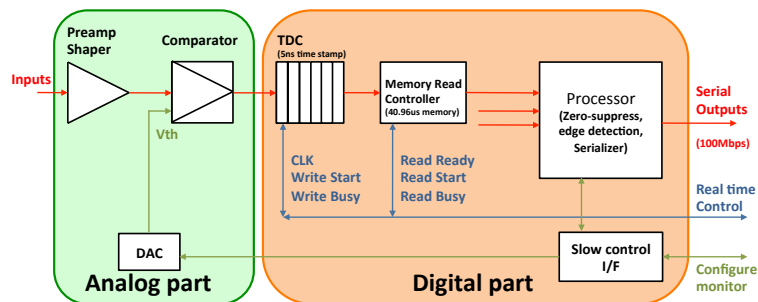 Preamp
Shaper
Comparator
TDC
(5ns time stamp)
Inputs
Memory Read
Controller
(40.96us memory)
Processor
(Zero-suppress,
edge detection,
Serializer)
Serial
Outputs
(100Mbps)
Vth
CLK
Write Start
Write Busy
Read Ready
Read Start
Read Busy
Real time
Control
DAC
Slow control
I/F
Configure
monitor
Analog part
Digital part